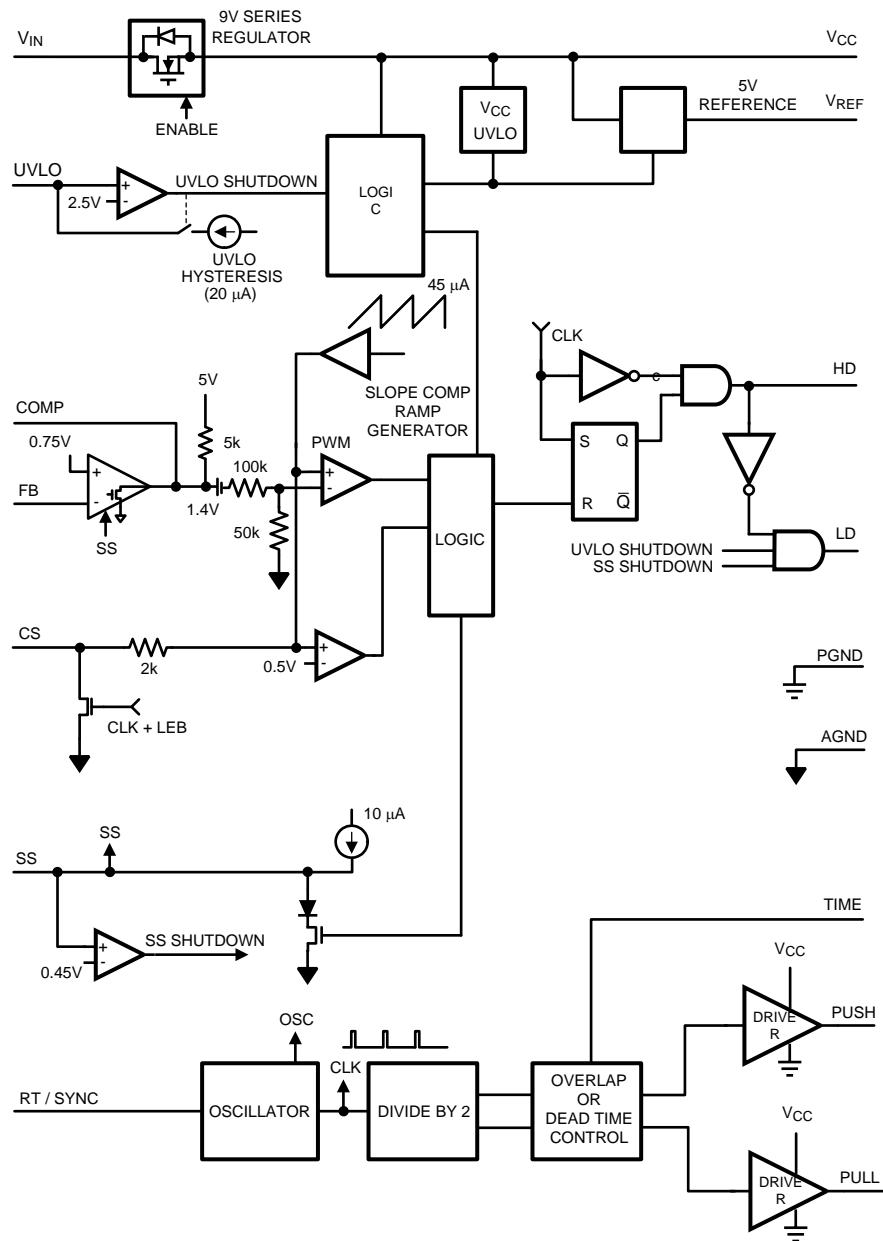 9V SERIES
REGULATOR
VIN
VCC
ENABLE
VCC
UVLO
5V
REFERENCE
VREF
UVLO
+
-
2.5V
UVLO SHUTDOWN
LOGI
C
UVLO
HYSTERESIS
(20 μA)
45 μA
CLK
SLOPE COMP
RAMP
GENERATOR
c
HD
COMP
5V
0.75V
5k
PWM
100k
+
-
+
-
FB
1.4V
50k
SS
LOGIC
S
Q
R
Q̅
LD
UVLO SHUTDOWN
SS SHUTDOWN
CS
2k
0.5V
+
-
CLK + LEB
PGND
AGND
10 μA
SS
SS
SS SHUTDOWN
+
-
0.45V
TIME
VCC
DRIVE
R
PUSH
OSC
CLK
RT / SYNC
OSCILLATOR
DIVIDE BY 2
OVERLAP
OR
DEAD TIME
CONTROL
VCC
DRIVE
R
PULL